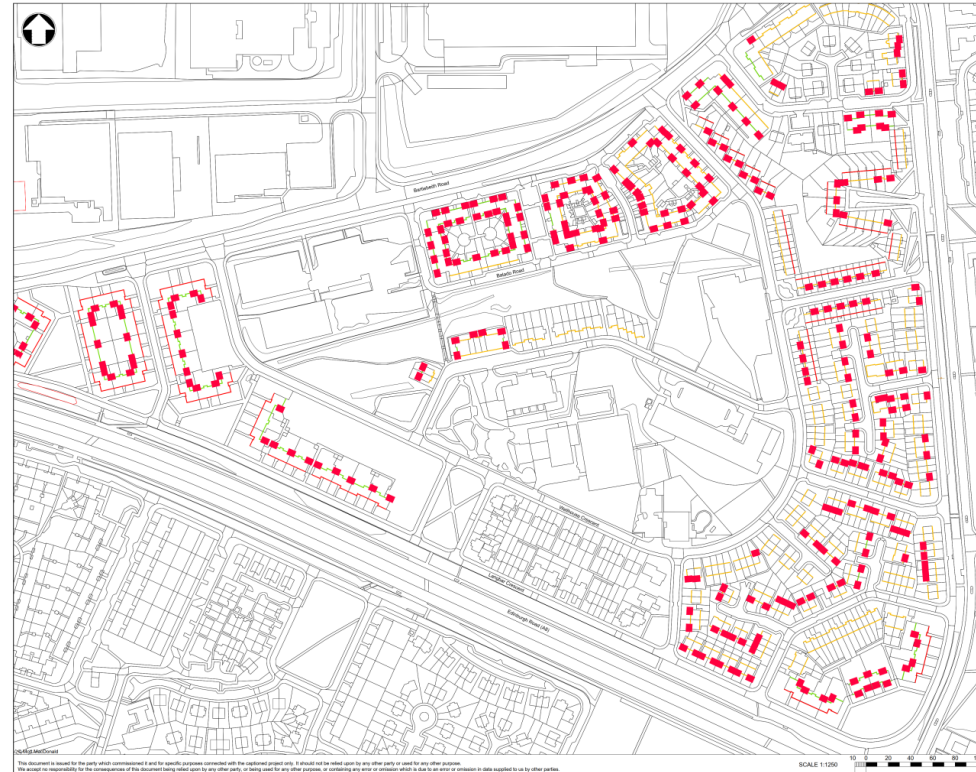 Bartiebeith Road
Balado Road
Wellhouse Crescent
Langbar Crescent
Edinburgh Road (A8)
© Mott MacDonald
This document is issued for the party which commissioned it and for specific purposes connected with the captioned project only. It should not be relied upon by any other party or used for any other purpose.
We accept no responsibility for the consequences of this document being relied upon by any other party, or being used for any other purpose, or containing any error or omission which is due to an error or omission in data supplied to us by other parties.
SCALE 1:1250
10 0 20 40 60 80